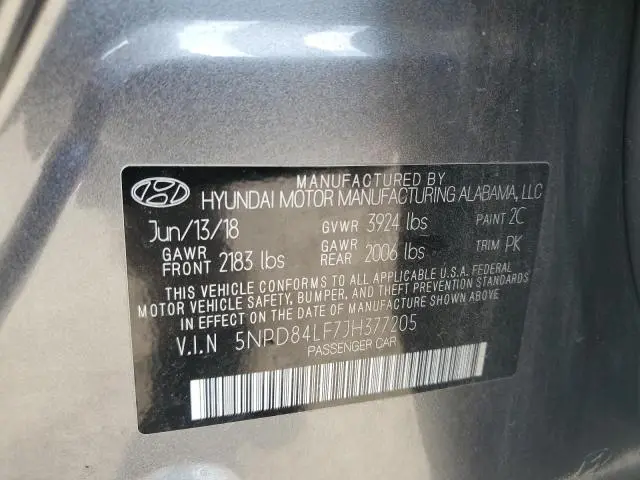 MANUFACTURED BY
HYUNDAI MOTOR MANUFACTURING ALABAMA, LLC
Jun/13/18 GVWR 3924 lbs PAINT 2C
GAWR FRONT 2183 lbs GAWR REAR 2006 lbs TRIM PK
THIS VEHICLE CONFORMS TO ALL APPLICABLE U.S.A. FEDERAL
MOTOR VEHICLE SAFETY, BUMPER, AND THEFT PREVENTION STANDARDS
IN EFFECT ON THE DATE OF MANUFACTURE SHOWN ABOVE
V.I.N 5NPD84LF7JH377205
PASSENGER CAR